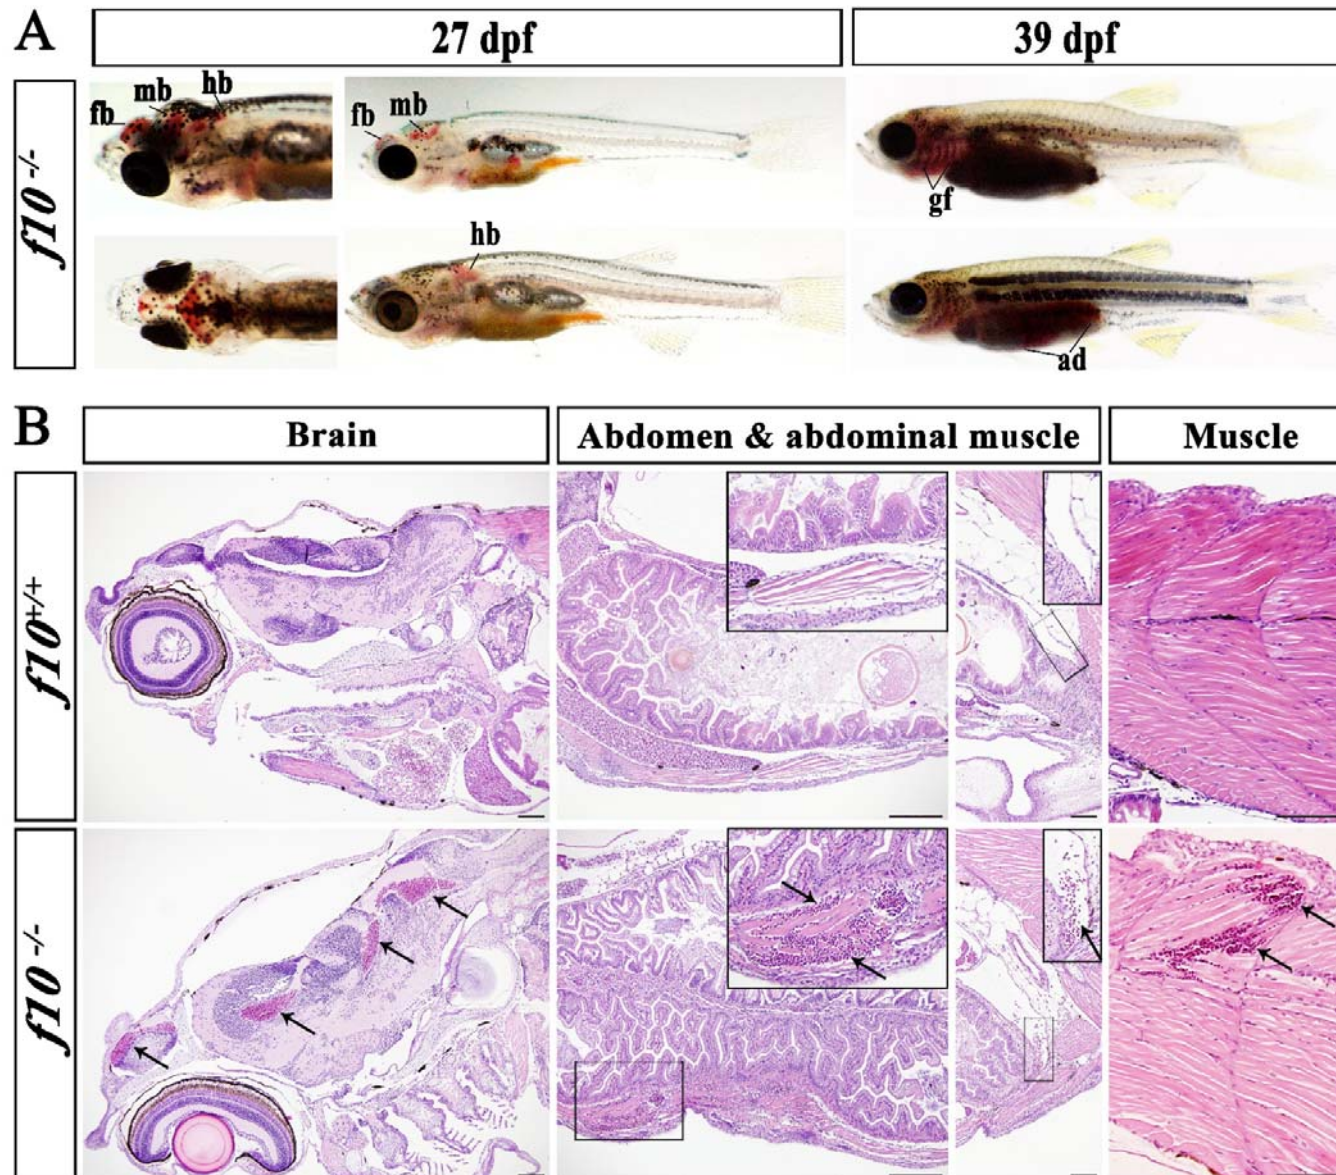 A
27 dpf
39 dpf
f10 -/-
fb mb hb
fb mb
gf
hb
ad
B
Brain
Abdomen & abdominal muscle
Muscle
f10+/+
f10 -/-